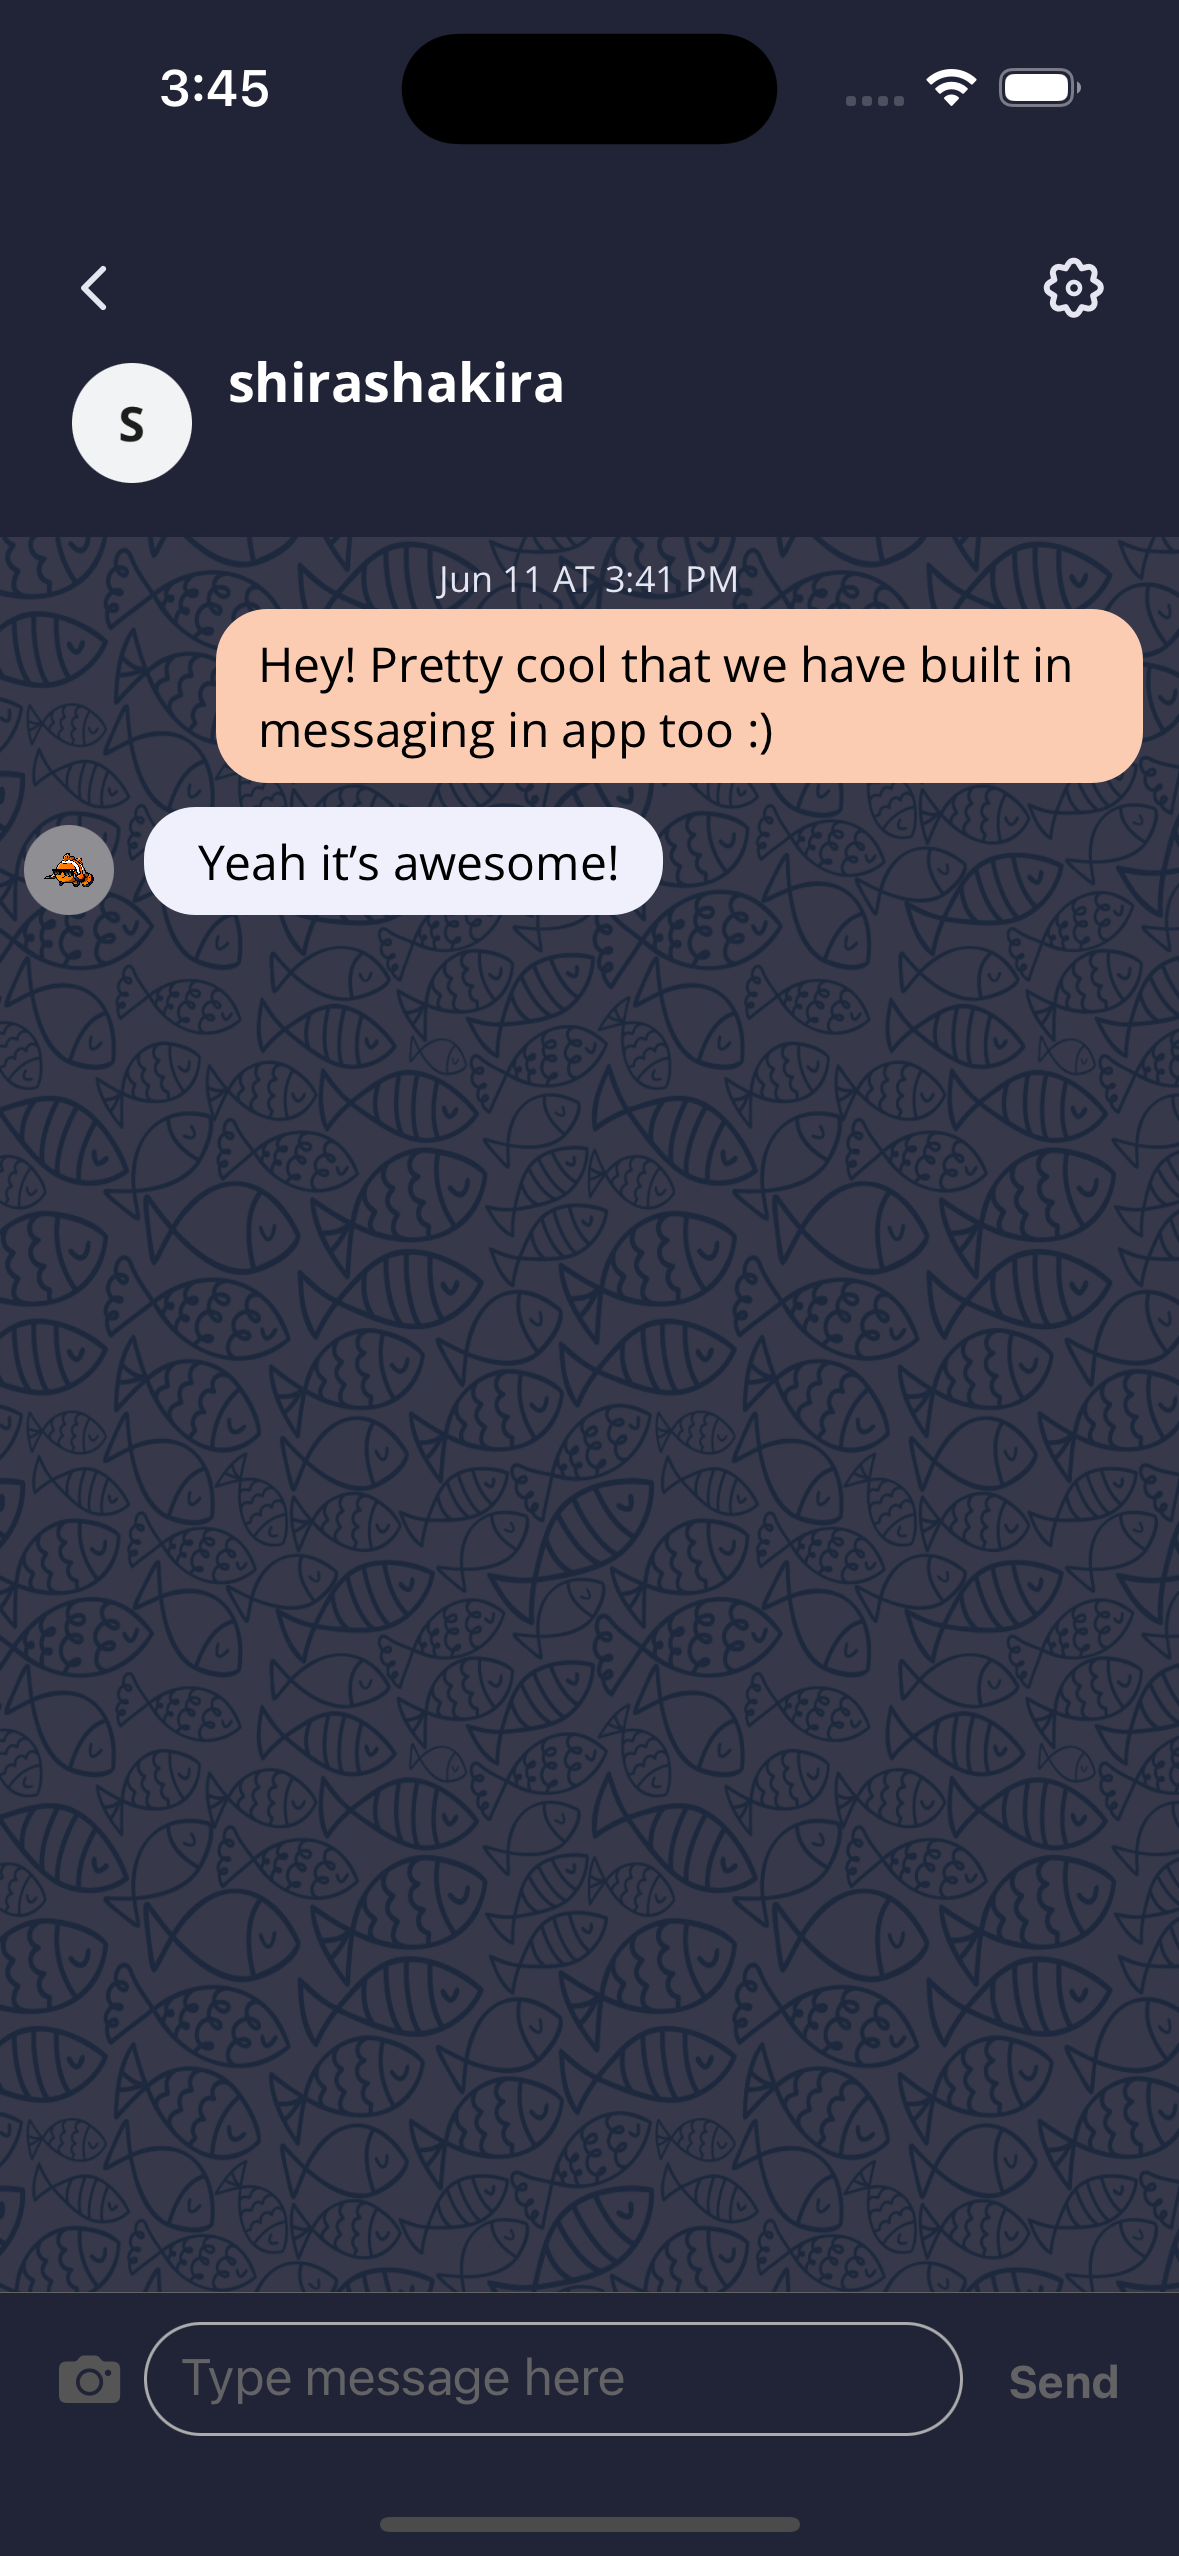 3:45
shirashakira
S
Jun 11 AT 3:41 PM
Hey! Pretty cool that we have built in
messaging in app too :)
Yeah it’s awesome!
Type message here
Send